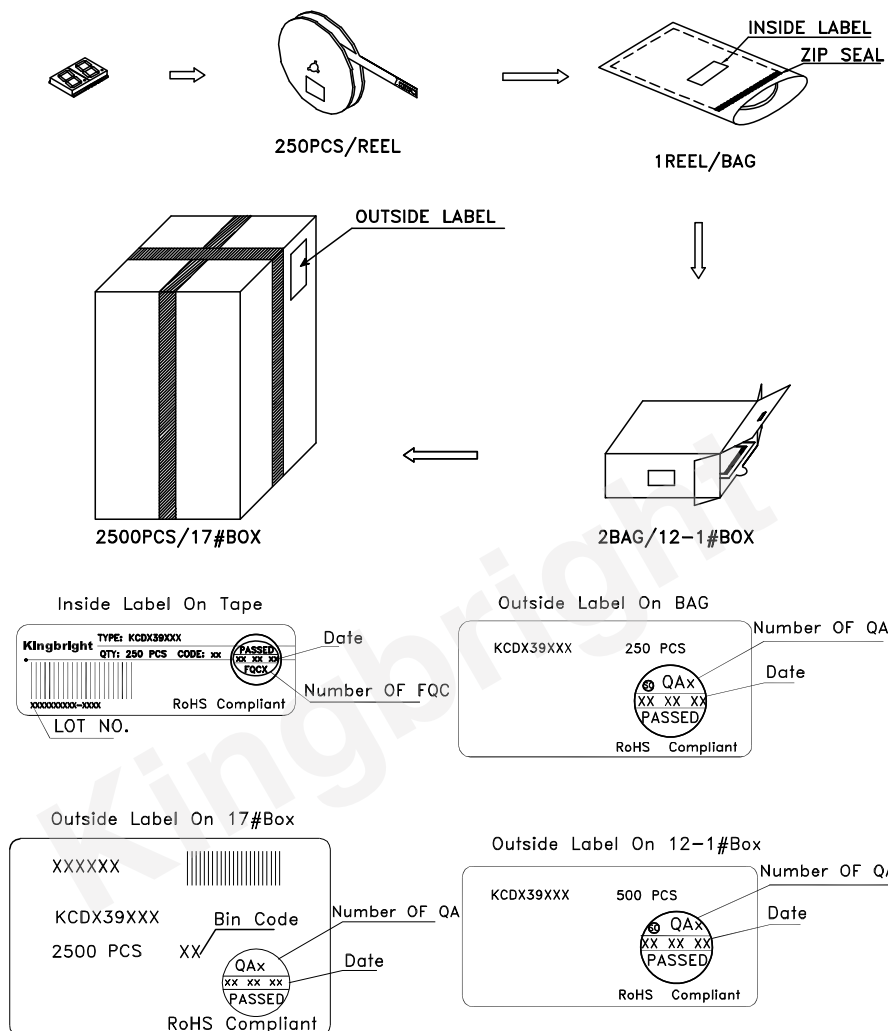 INSIDE LABEL
ZIP SEAL
250PCS/REEL
1REEL/BAG
OUTSIDE LABEL
2500PCS/17#BOX
2BAG/12-1#BOX
Inside Label On Tape
Kingbright
TYPE: KCDX39XXX
QTY: 250 PCS CODE: xx
PASSED
XX XX XX
FQCX
Date
Number OF FQC
XXXXXXXXXX-XXXX
RoHS Compliant
LOT NO.
Outside Label On BAG
KCDX39XXX 250 PCS
Number OF QA
QAx
XX XX XX
PASSED
Date
RoHS Compliant
Outside Label On 17#Box
XXXXXX
KCDX39XXX
Bin Code
2500 PCS XX
Number OF QA
QAx
XX XX XX
PASSED
Date
RoHS Compliant
Outside Label On 12-1#Box
KCDX39XXX 500 PCS
Number OF QA
QAx
XX XX XX
PASSED
Date
RoHS Compliant
Kingbright